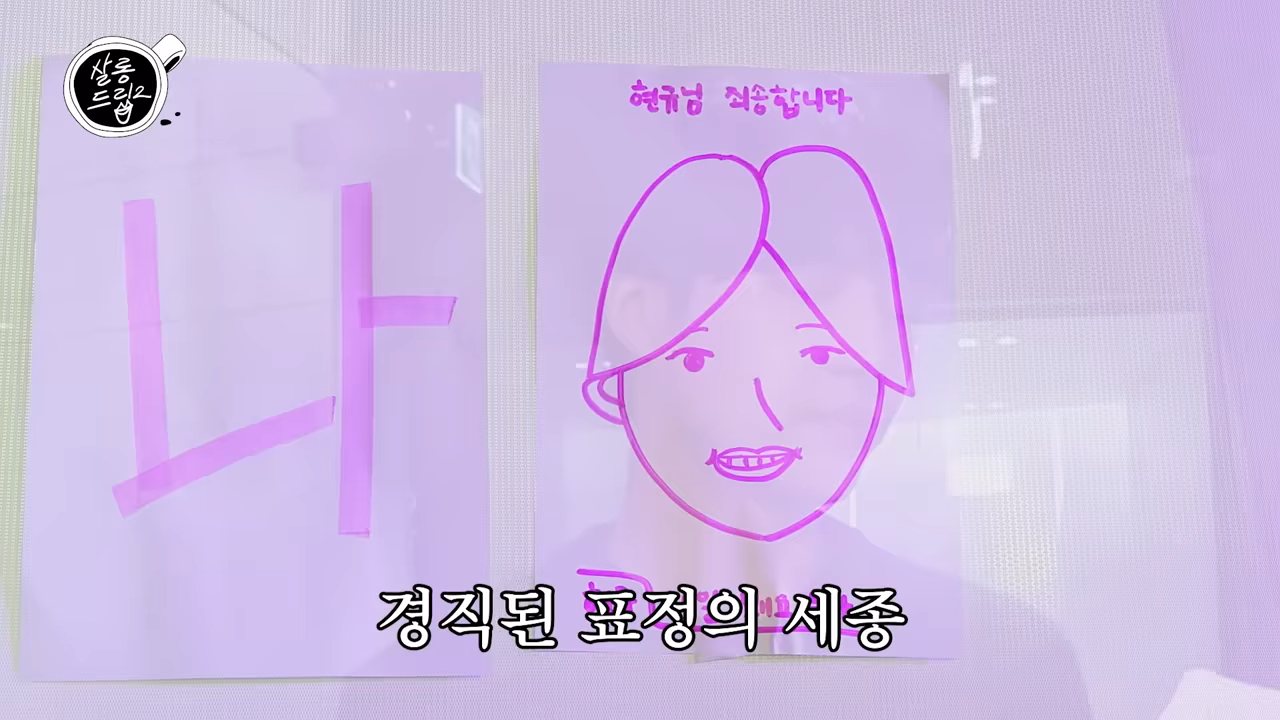 살롱
드립2
현규님 죄송합니다
나
경직된 표정의 세종